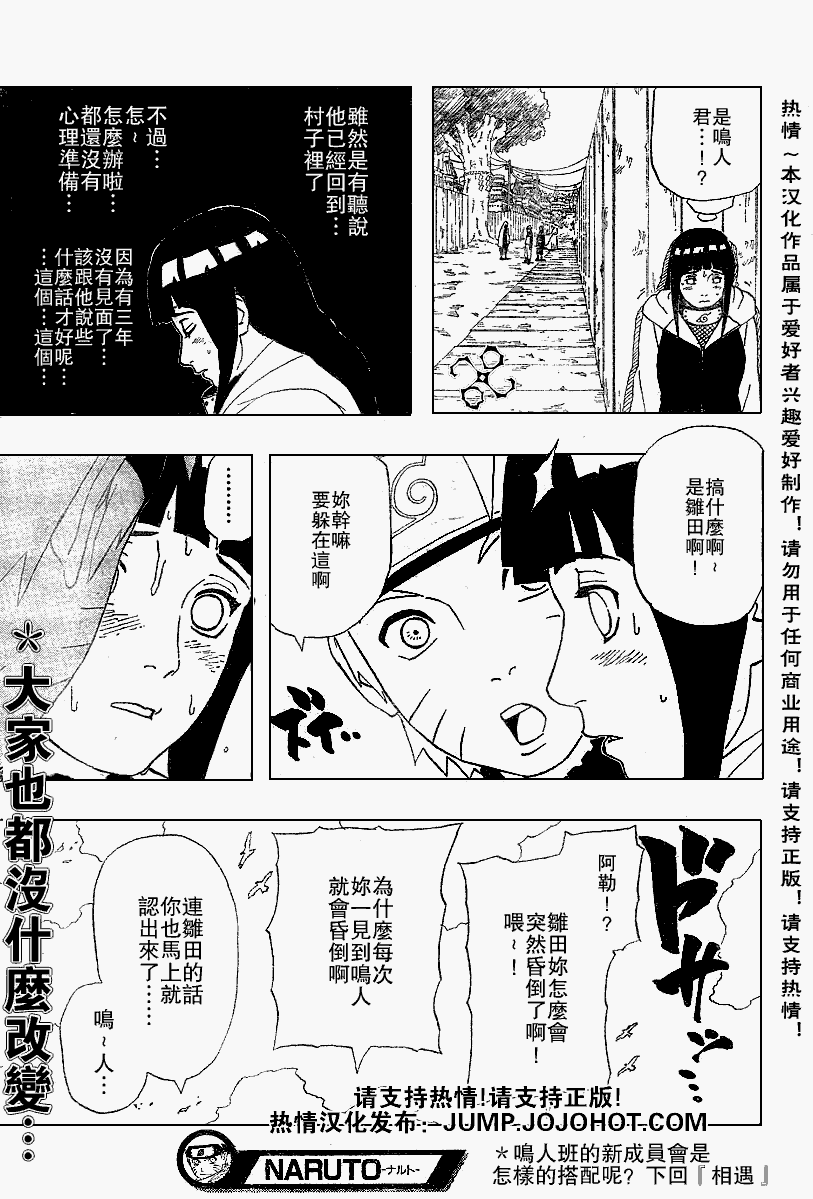 是鳴人
君…!?
雖然是有聽說
他已經回到…
村子裡了
不過…
怎~
怎麼辦啦…
都還沒有
心理準備…
因為有三年
沒有見面了…
該跟他說些
什麼話才好呢…
…這個…這個…
搞什麼啊~
是雛田啊!
妳幹嘛
要躲在這啊
ずいっ
………
ドサッ…
阿勒!?
雛田妳怎麼會
突然昏倒了啊!
喂~!
為什麼每次
妳一見到鳴人
就會昏倒啊
連雛田的話
你也馬上就
認出來了……
鳴~人…
＊大家也都沒什麼改變…
热情~本汉化作品属于爱好者兴趣爱好制作!请勿用于任何商业用途!请支持正版!请支持热情!
请支持热情!请支持正版!
热情汉化发布:-JUMP.JOJOHOT.COM
NARUTO-ナルト-
＊鳴人班的新成員會是
怎樣的搭配呢? 下回『相遇』